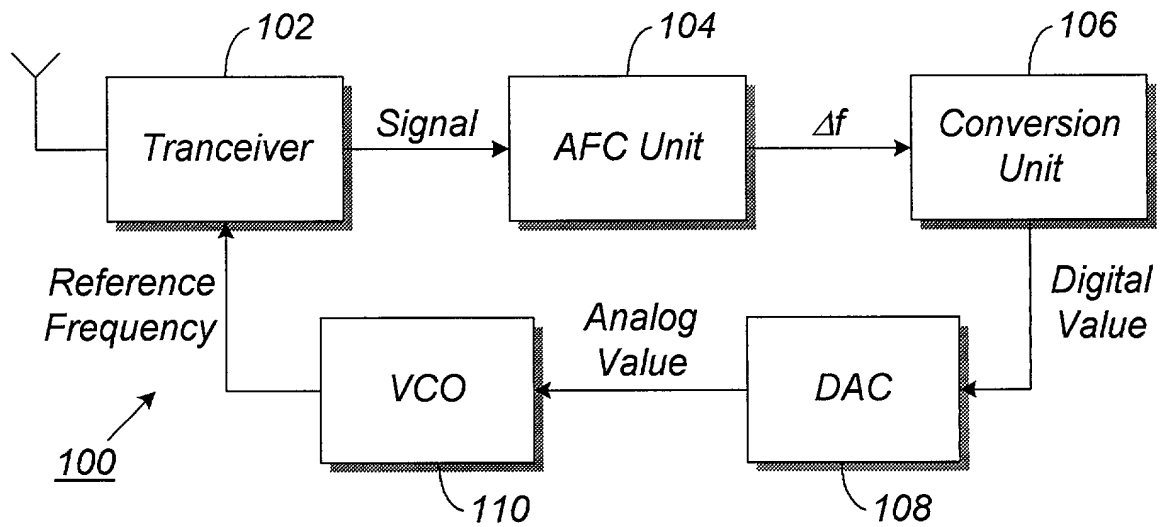 102
104
106
Tranceiver
Signal
AFC Unit
Δf
Conversion
Unit
Reference
Frequency
Digital
Value
Analog
Value
VCO
DAC
100
110
108